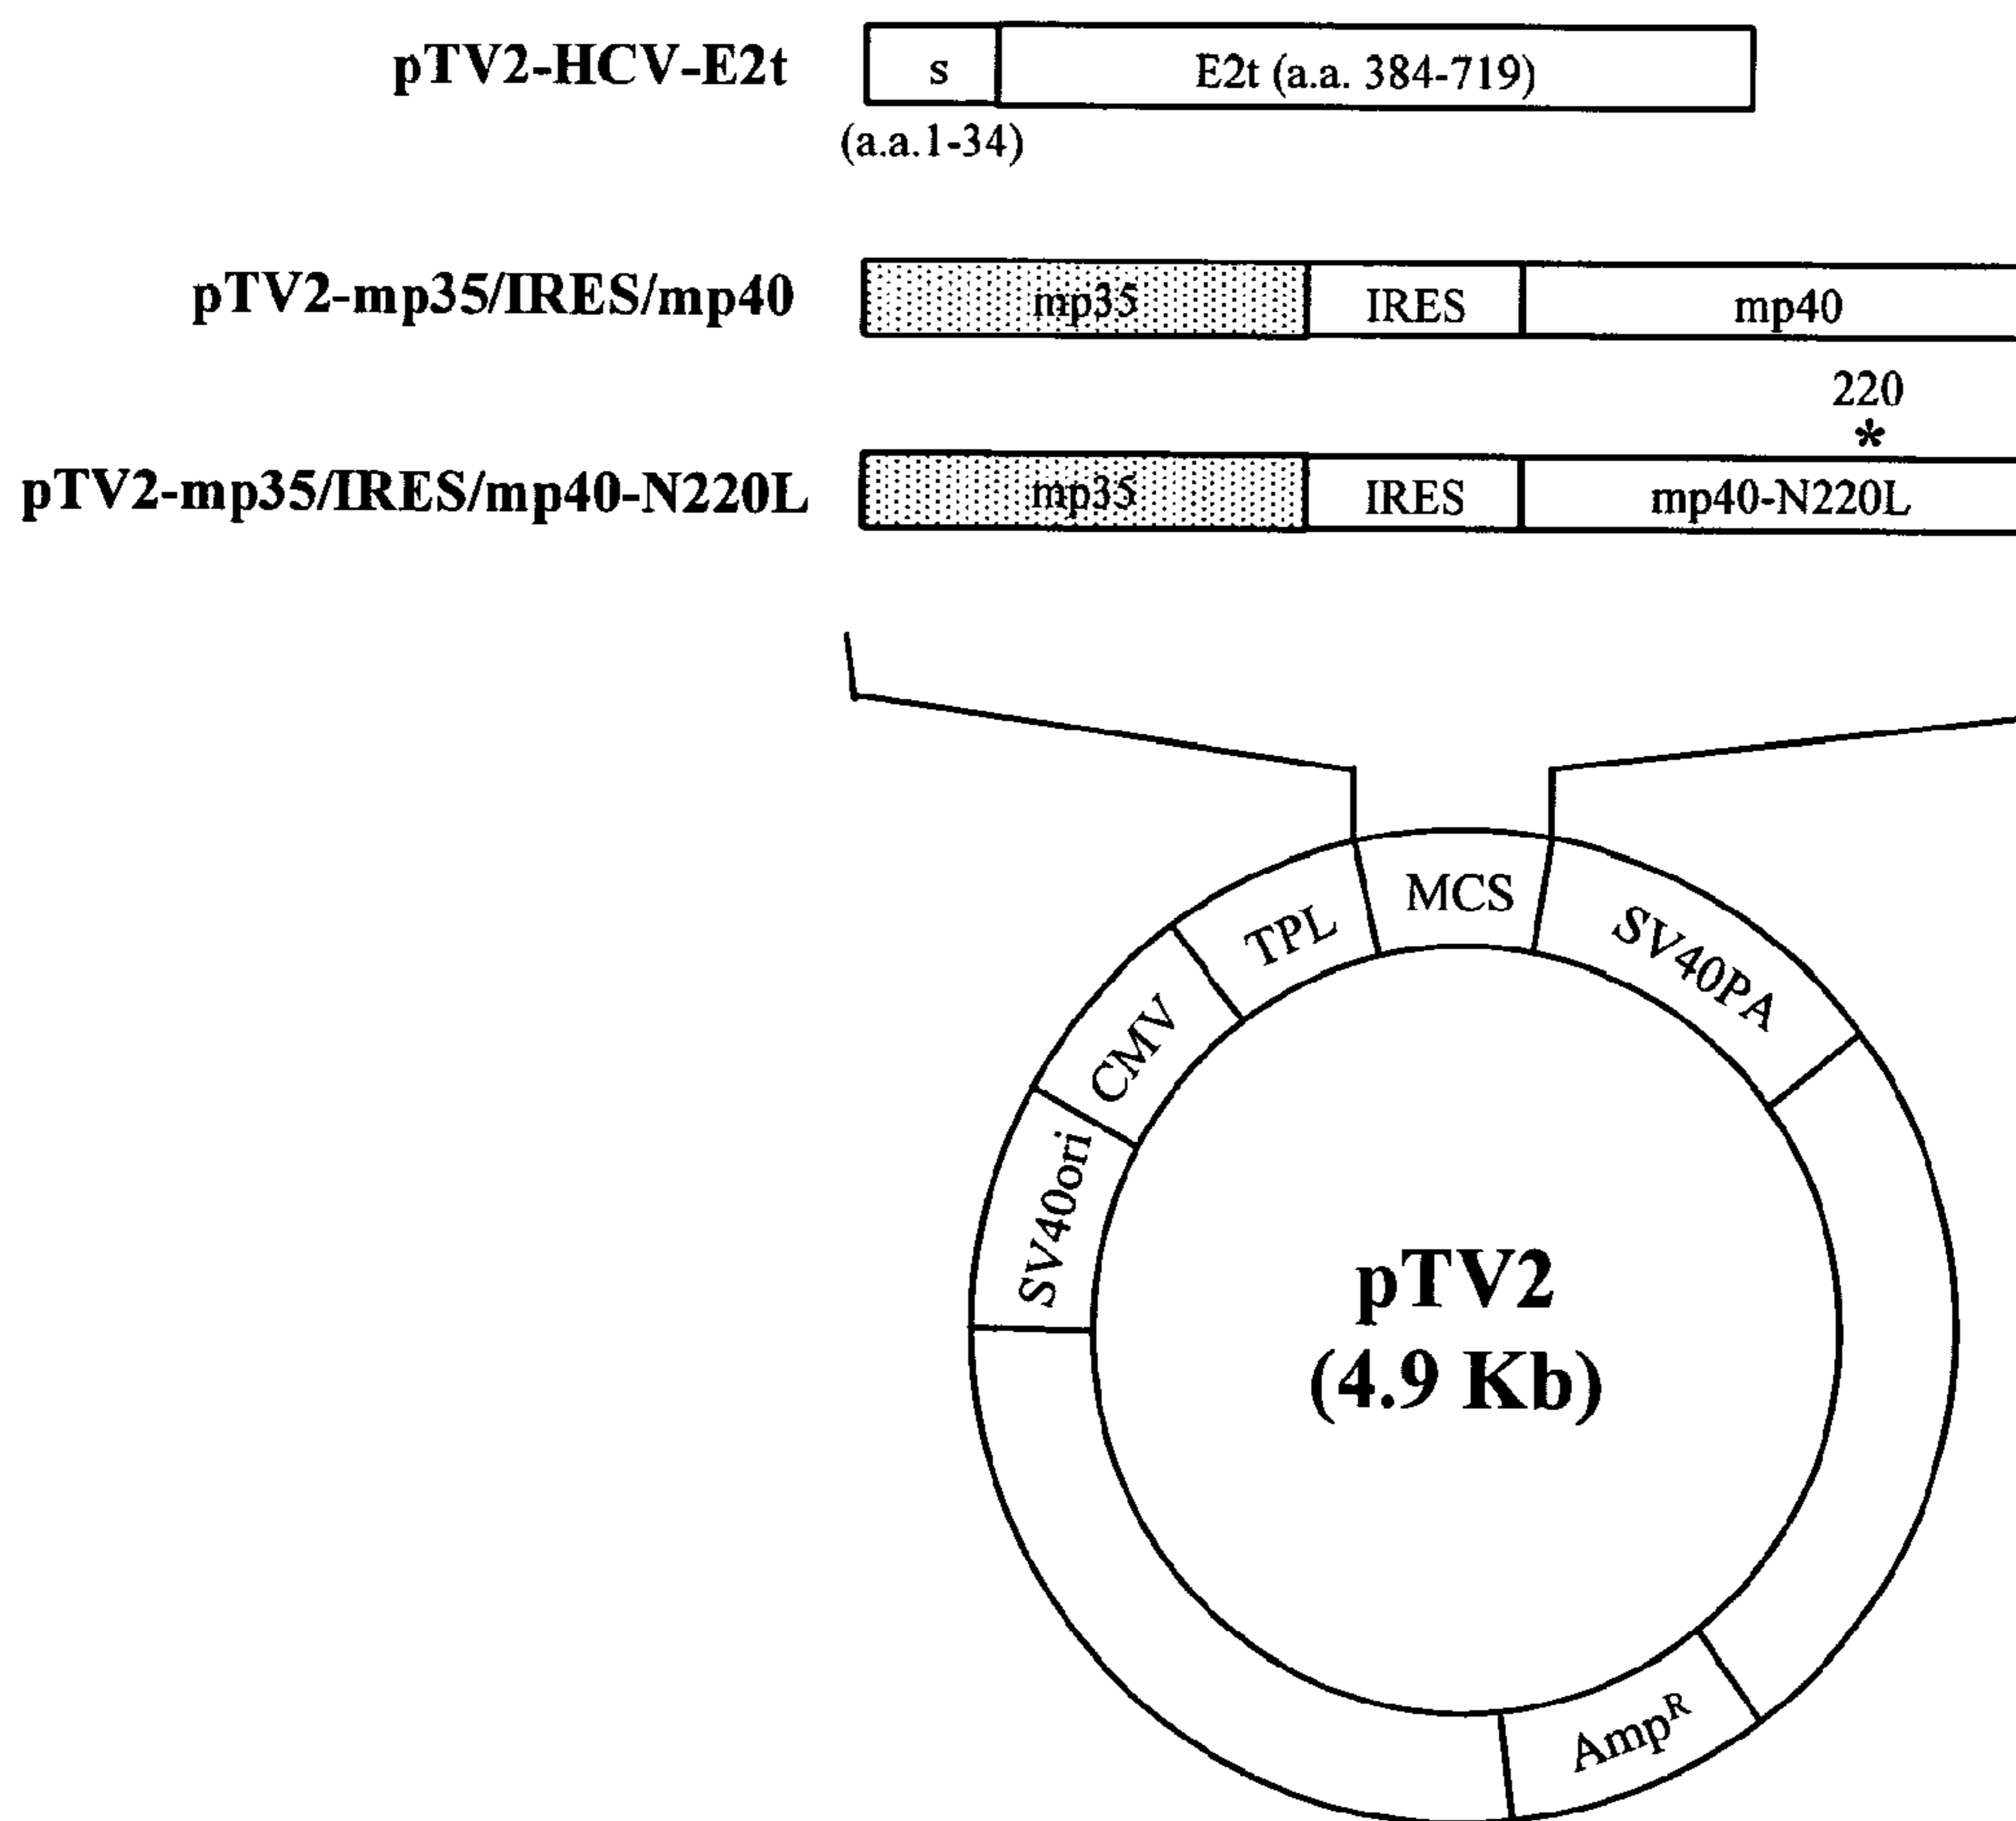 pTV2-HCV-E2t
s
E2t (a.a. 384-719)
(a.a.1-34)
pTV2-mp35/IRES/mp40
mp35
IRES
mp40
220
*
pTV2-mp35/IRES/mp40-N220L
mp35
IRES
mp40-N220L
MCS
TPL
SV40PA
CMV
SV40ori
pTV2
(4.9 Kb)
Amp^R